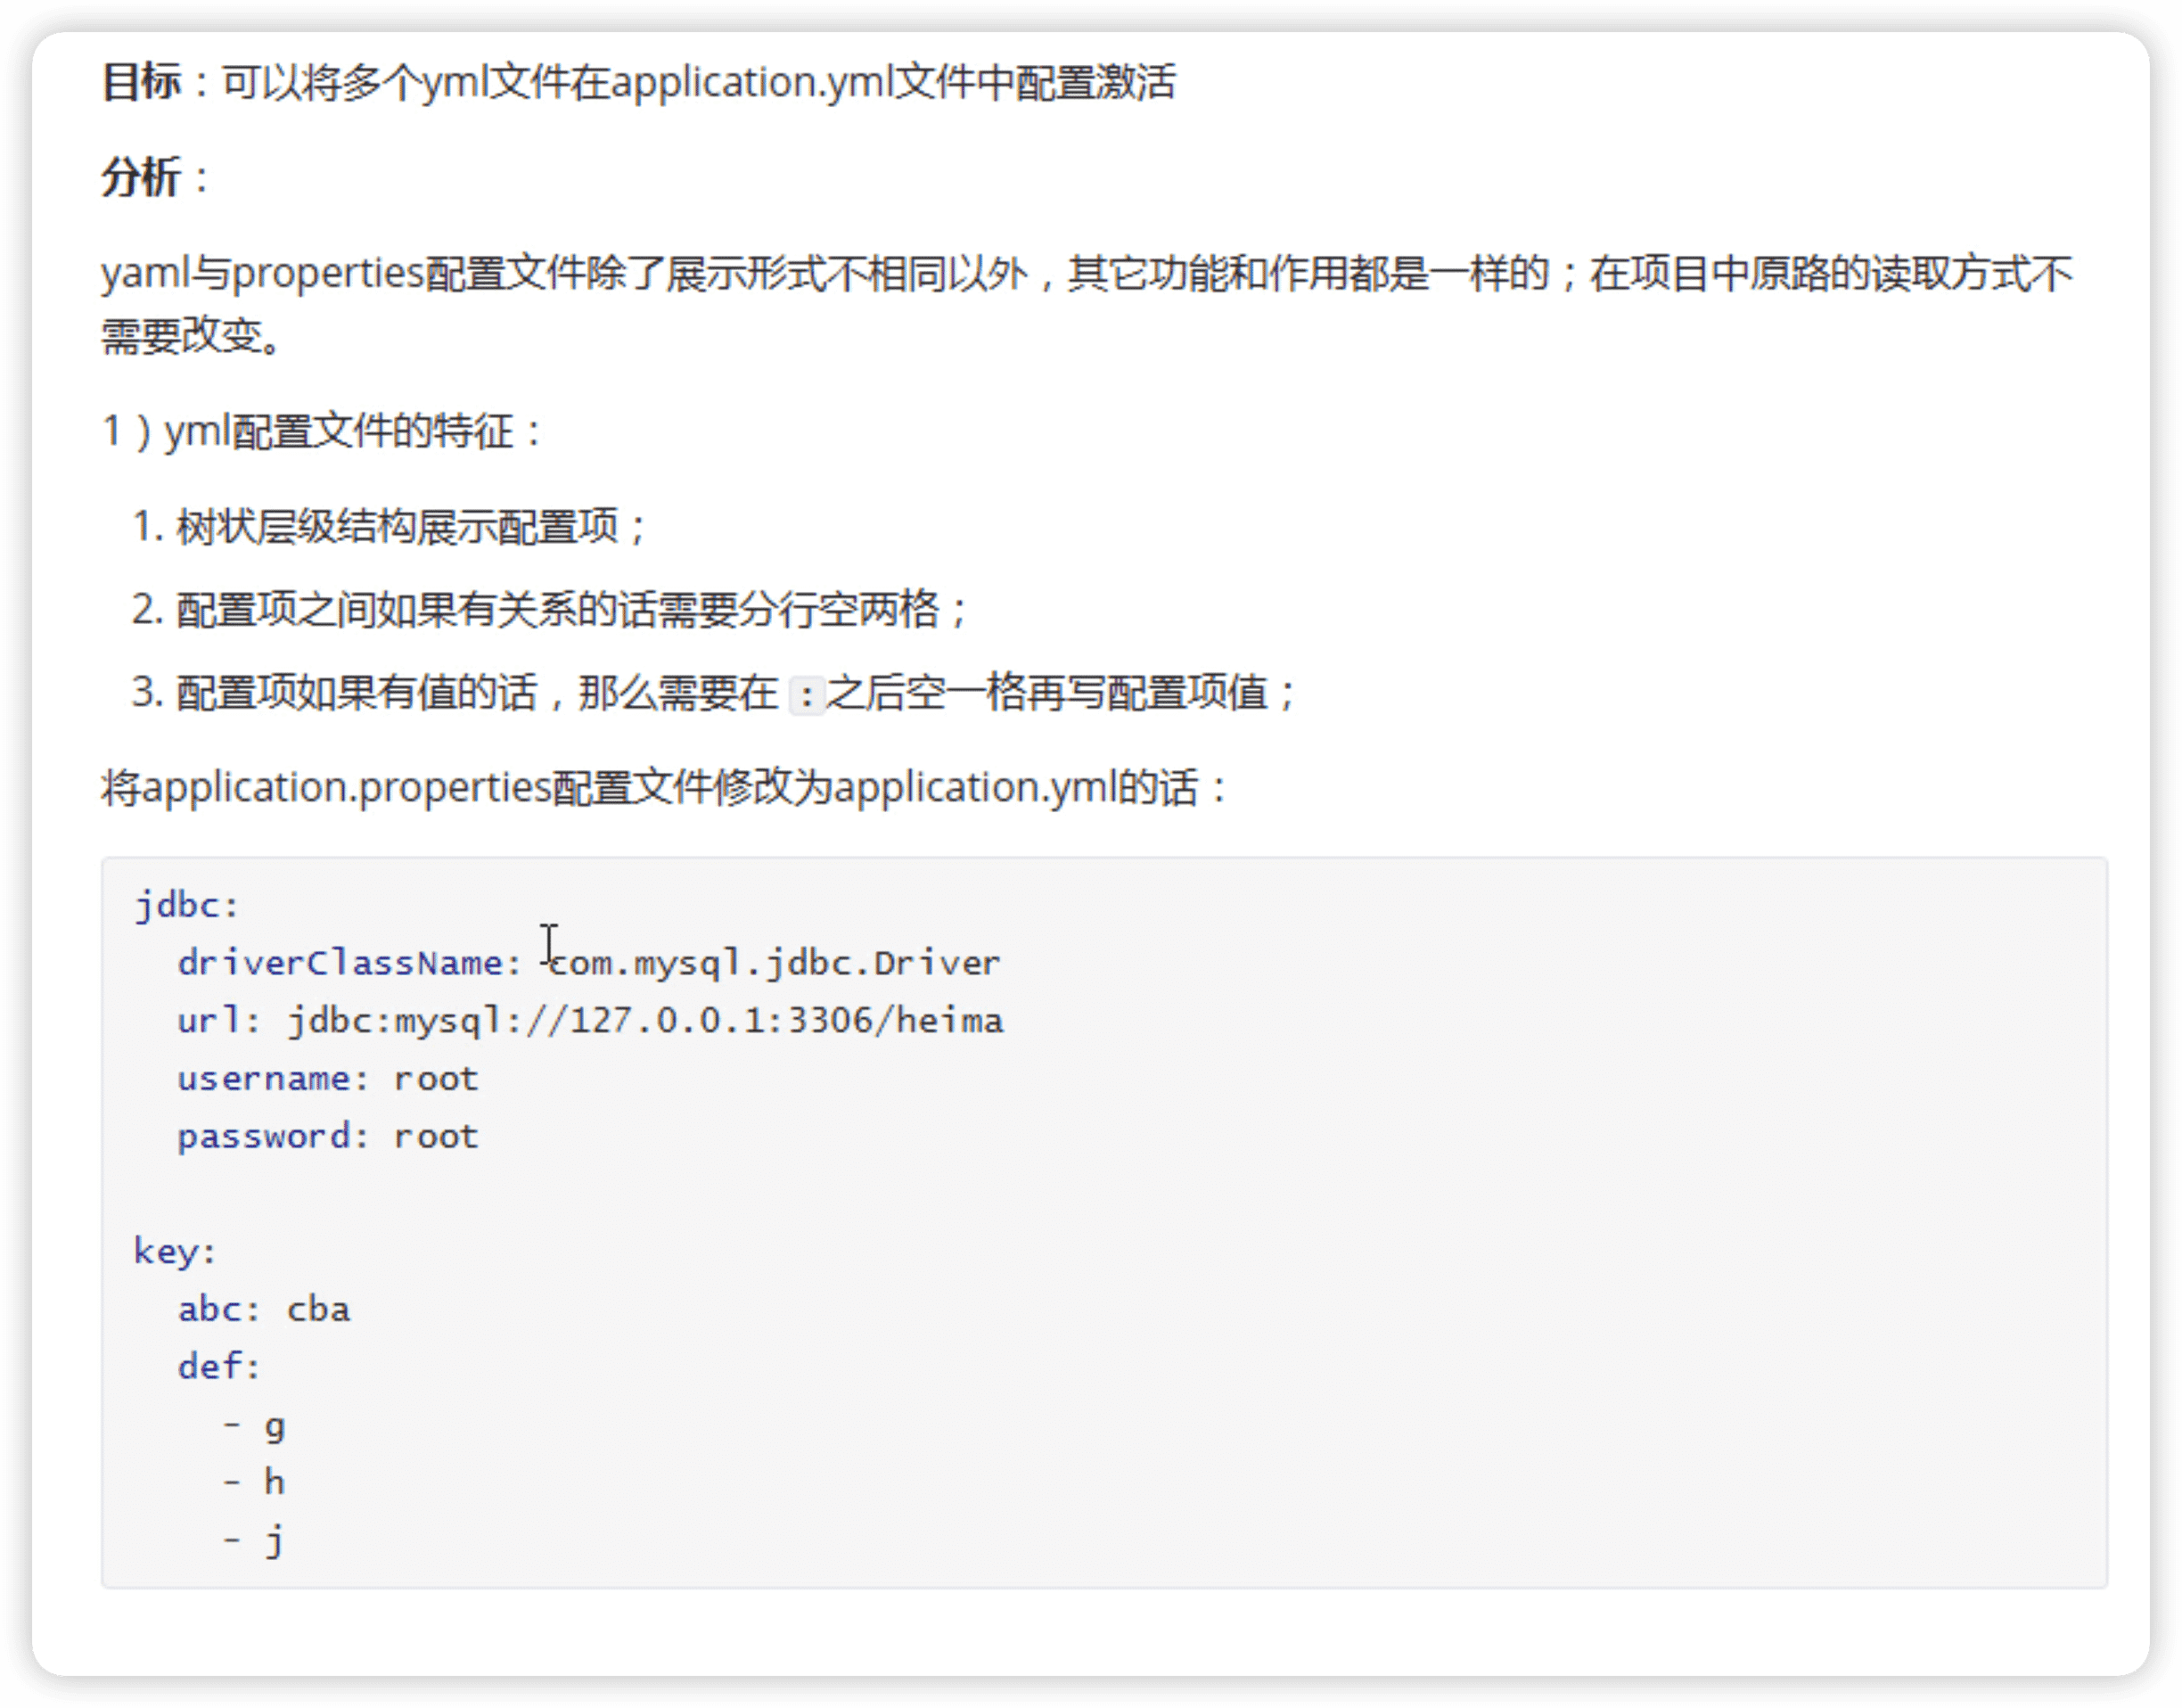 目标：可以将多个yml文件在application.yml文件中配置激活
分析：
yaml与properties配置文件除了展示形式不相同以外，其它功能和作用都是一样的；在项目中原路的读取方式不
需要改变。
1）yml配置文件的特征：
1. 树状层级结构展示配置项；
2. 配置项之间如果有关系的话需要分行空两格；
3. 配置项如果有值的话，那么需要在 :之后空一格再写配置项值；
将application.properties配置文件修改为application.yml的话：
jdbc:
  driverClassName: com.mysql.jdbc.Driver
  url: jdbc:mysql://127.0.0.1:3306/heima
  username: root
  password: root
key:
  abc: cba
  def:
    - g
    - h
    - j